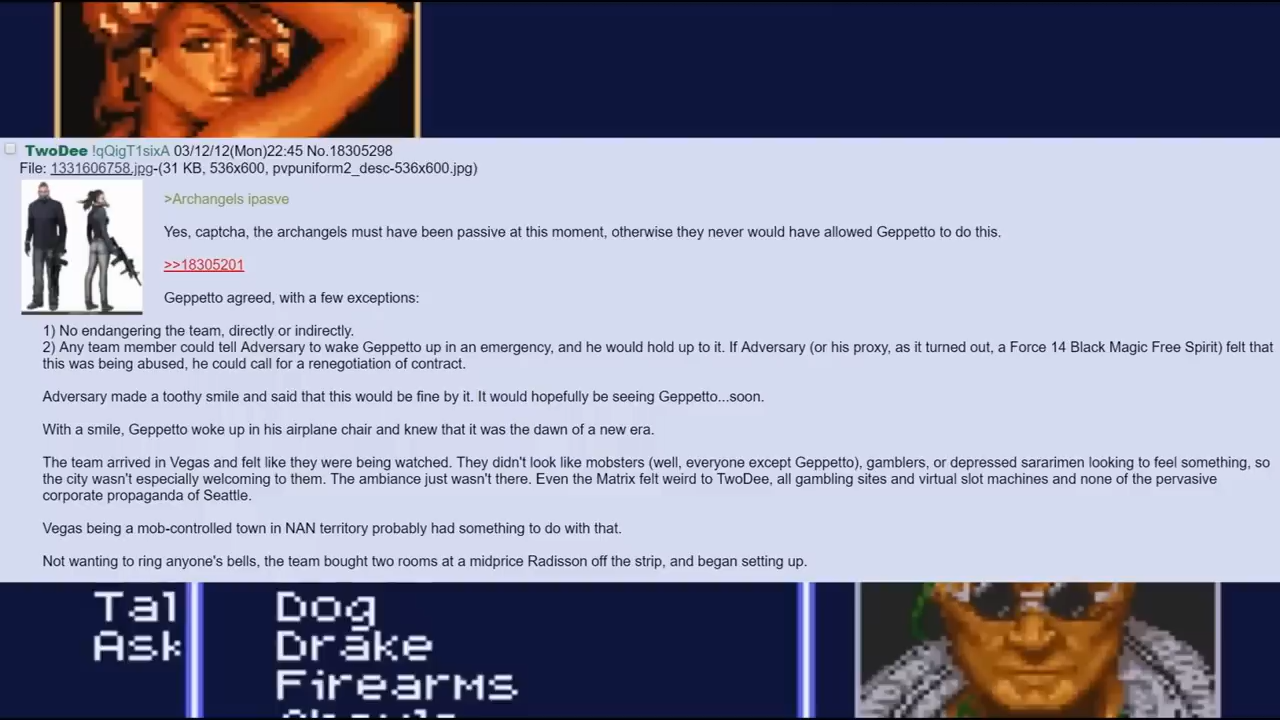 TwoDee !qQigT1sixA 03/12/12(Mon)22:45 No.18305298
File: 1331606758.jpg-(31 KB, 536x600, pvpuniform2_desc-536x600.jpg)
>Archangels ipasve
Yes, captcha, the archangels must have been passive at this moment, otherwise they never would have allowed Geppetto to do this.
>>18305201
Geppetto agreed, with a few exceptions:
1) No endangering the team, directly or indirectly.
2) Any team member could tell Adversary to wake Geppetto up in an emergency, and he would hold up to it. If Adversary (or his proxy, as it turned out, a Force 14 Black Magic Free Spirit) felt that
this was being abused, he could call for a renegotiation of contract.
Adversary made a toothy smile and said that this would be fine by it. It would hopefully be seeing Geppetto...soon.
With a smile, Geppetto woke up in his airplane chair and knew that it was the dawn of a new era.
The team arrived in Vegas and felt like they were being watched. They didn't look like mobsters (well, everyone except Geppetto), gamblers, or depressed sararimen looking to feel something, so
the city wasn't especially welcoming to them. The ambiance just wasn't there. Even the Matrix felt weird to TwoDee, all gambling sites and virtual slot machines and none of the pervasive
corporate propaganda of Seattle.
Vegas being a mob-controlled town in NAN territory probably had something to do with that.
Not wanting to ring anyone's bells, the team bought two rooms at a midprice Radisson off the strip, and began setting up.
Tal
Ask
Dog
Drake
Firearms